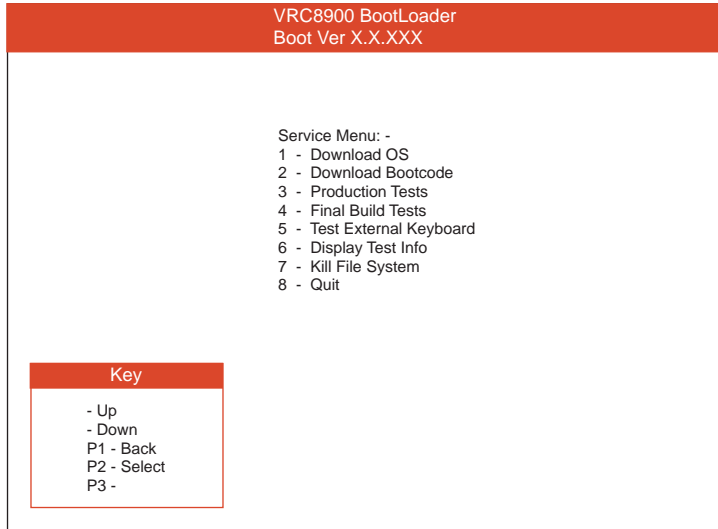 VRC8900 BootLoader
Boot Ver X.X.XXX
Service Menu: -
1 - Download OS
2 - Download Bootcode
3 - Production Tests
4 - Final Build Tests
5 - Test External Keyboard
6 - Display Test Info
7 - Kill File System
8 - Quit
Key
- Up
- Down
P1 - Back
P2 - Select
P3 -